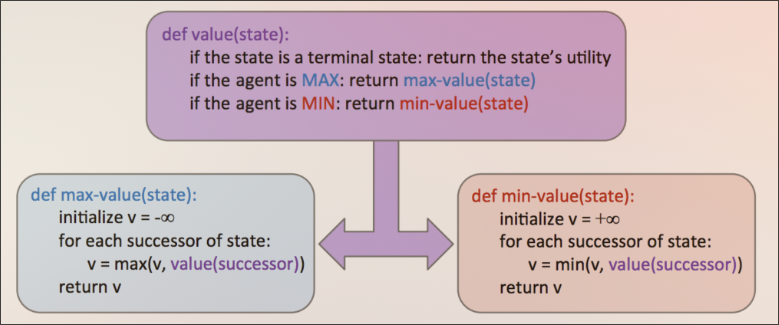 def value(state):
if the state is a terminal state: return the state's utility
if the agent is MAX: return max-value(state)
if the agent is MIN: return min-value(state)
def max-value(state):
initialize v = -∞
for each successor of state:
v = max(v, value(successor))
return v
def min-value(state):
initialize v = +∞
for each successor of state:
v = min(v, value(successor))
return v